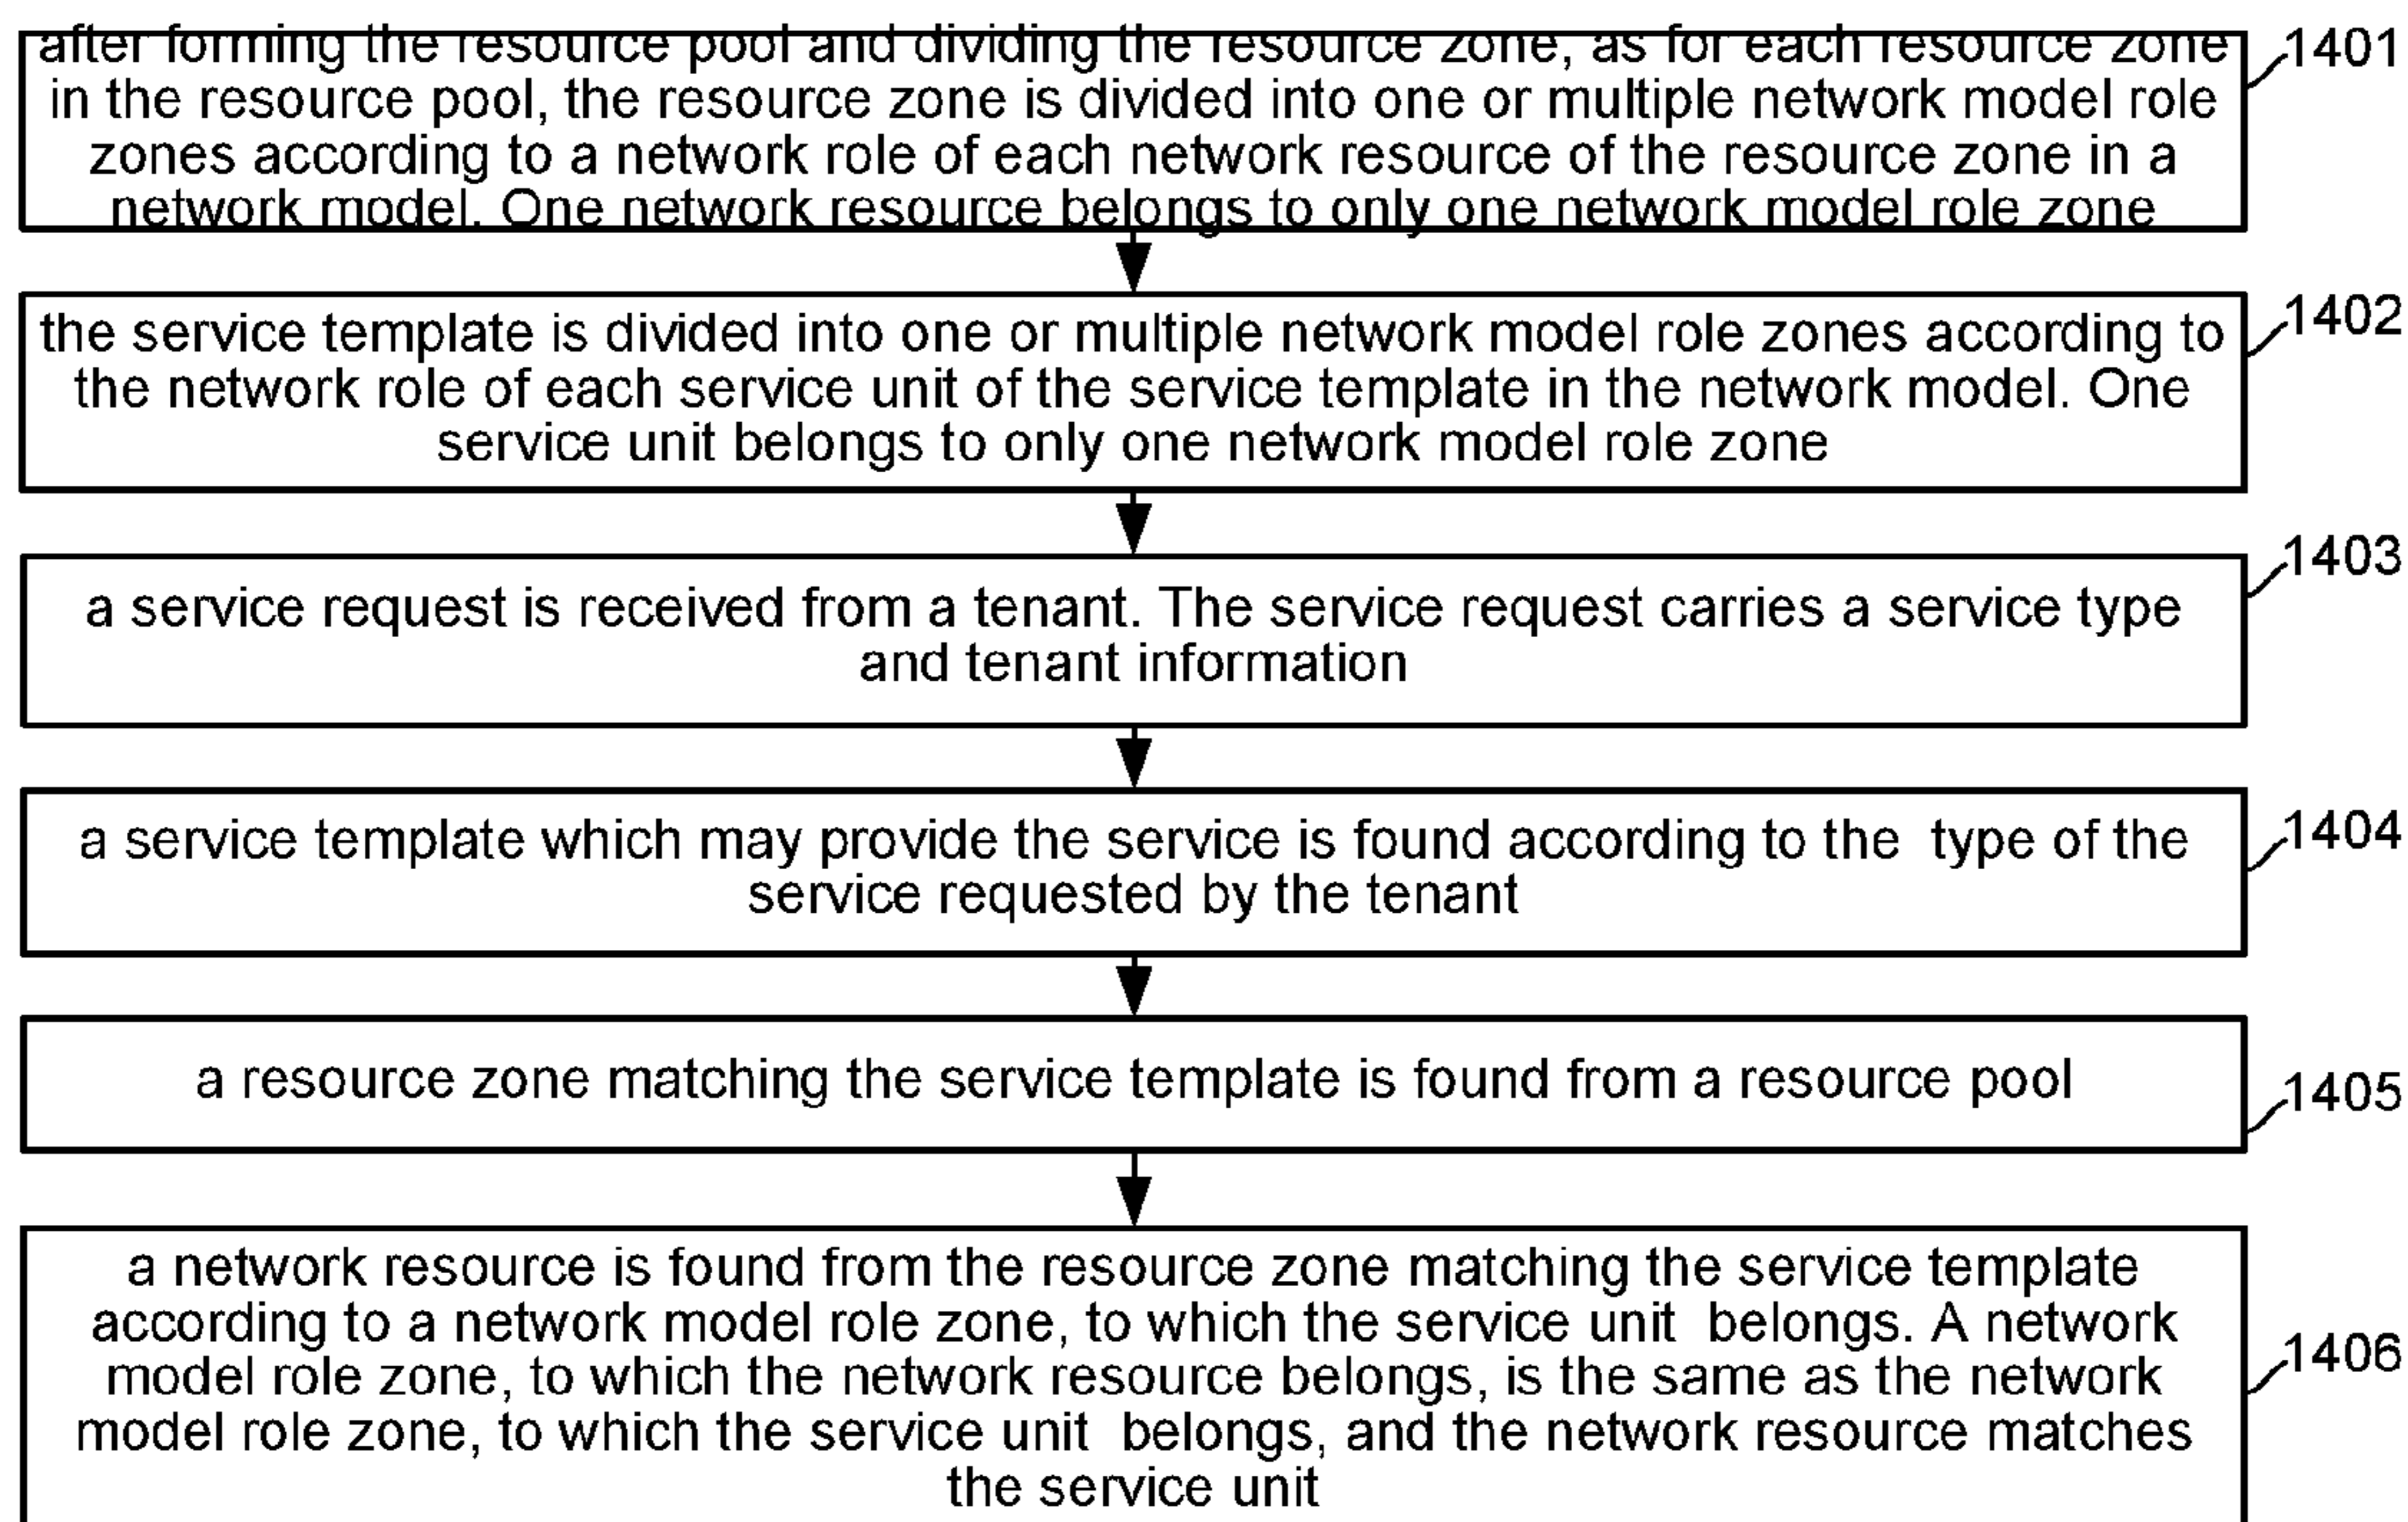 after forming the resource pool and dividing the resource zone, as for each resource zone
1401
in the resource pool, the resource zone is divided into one or multiple network model role
zones according to a network role of each network resource of the resource zone in a
network model. One network resource belongs to only one network model role zone
1402
the service template is divided into one or multiple network model role zones according to
the network role of each service unit of the service template in the network model. One
service unit belongs to only one network model role zone
1403
a service request is received from a tenant. The service request carries a service type
and tenant information
1404
a service template which may provide the service is found according to the  type of the
service requested by the tenant
a resource zone matching the service template is found from a resource pool
1405
a network resource is found from the resource zone matching the service template
according to a network model role zone, to which the service unit  belongs. A network
1406
model role zone, to which the network resource belongs, is the same as the network
model role zone, to which the service unit  belongs, and the network resource matches
the service unit